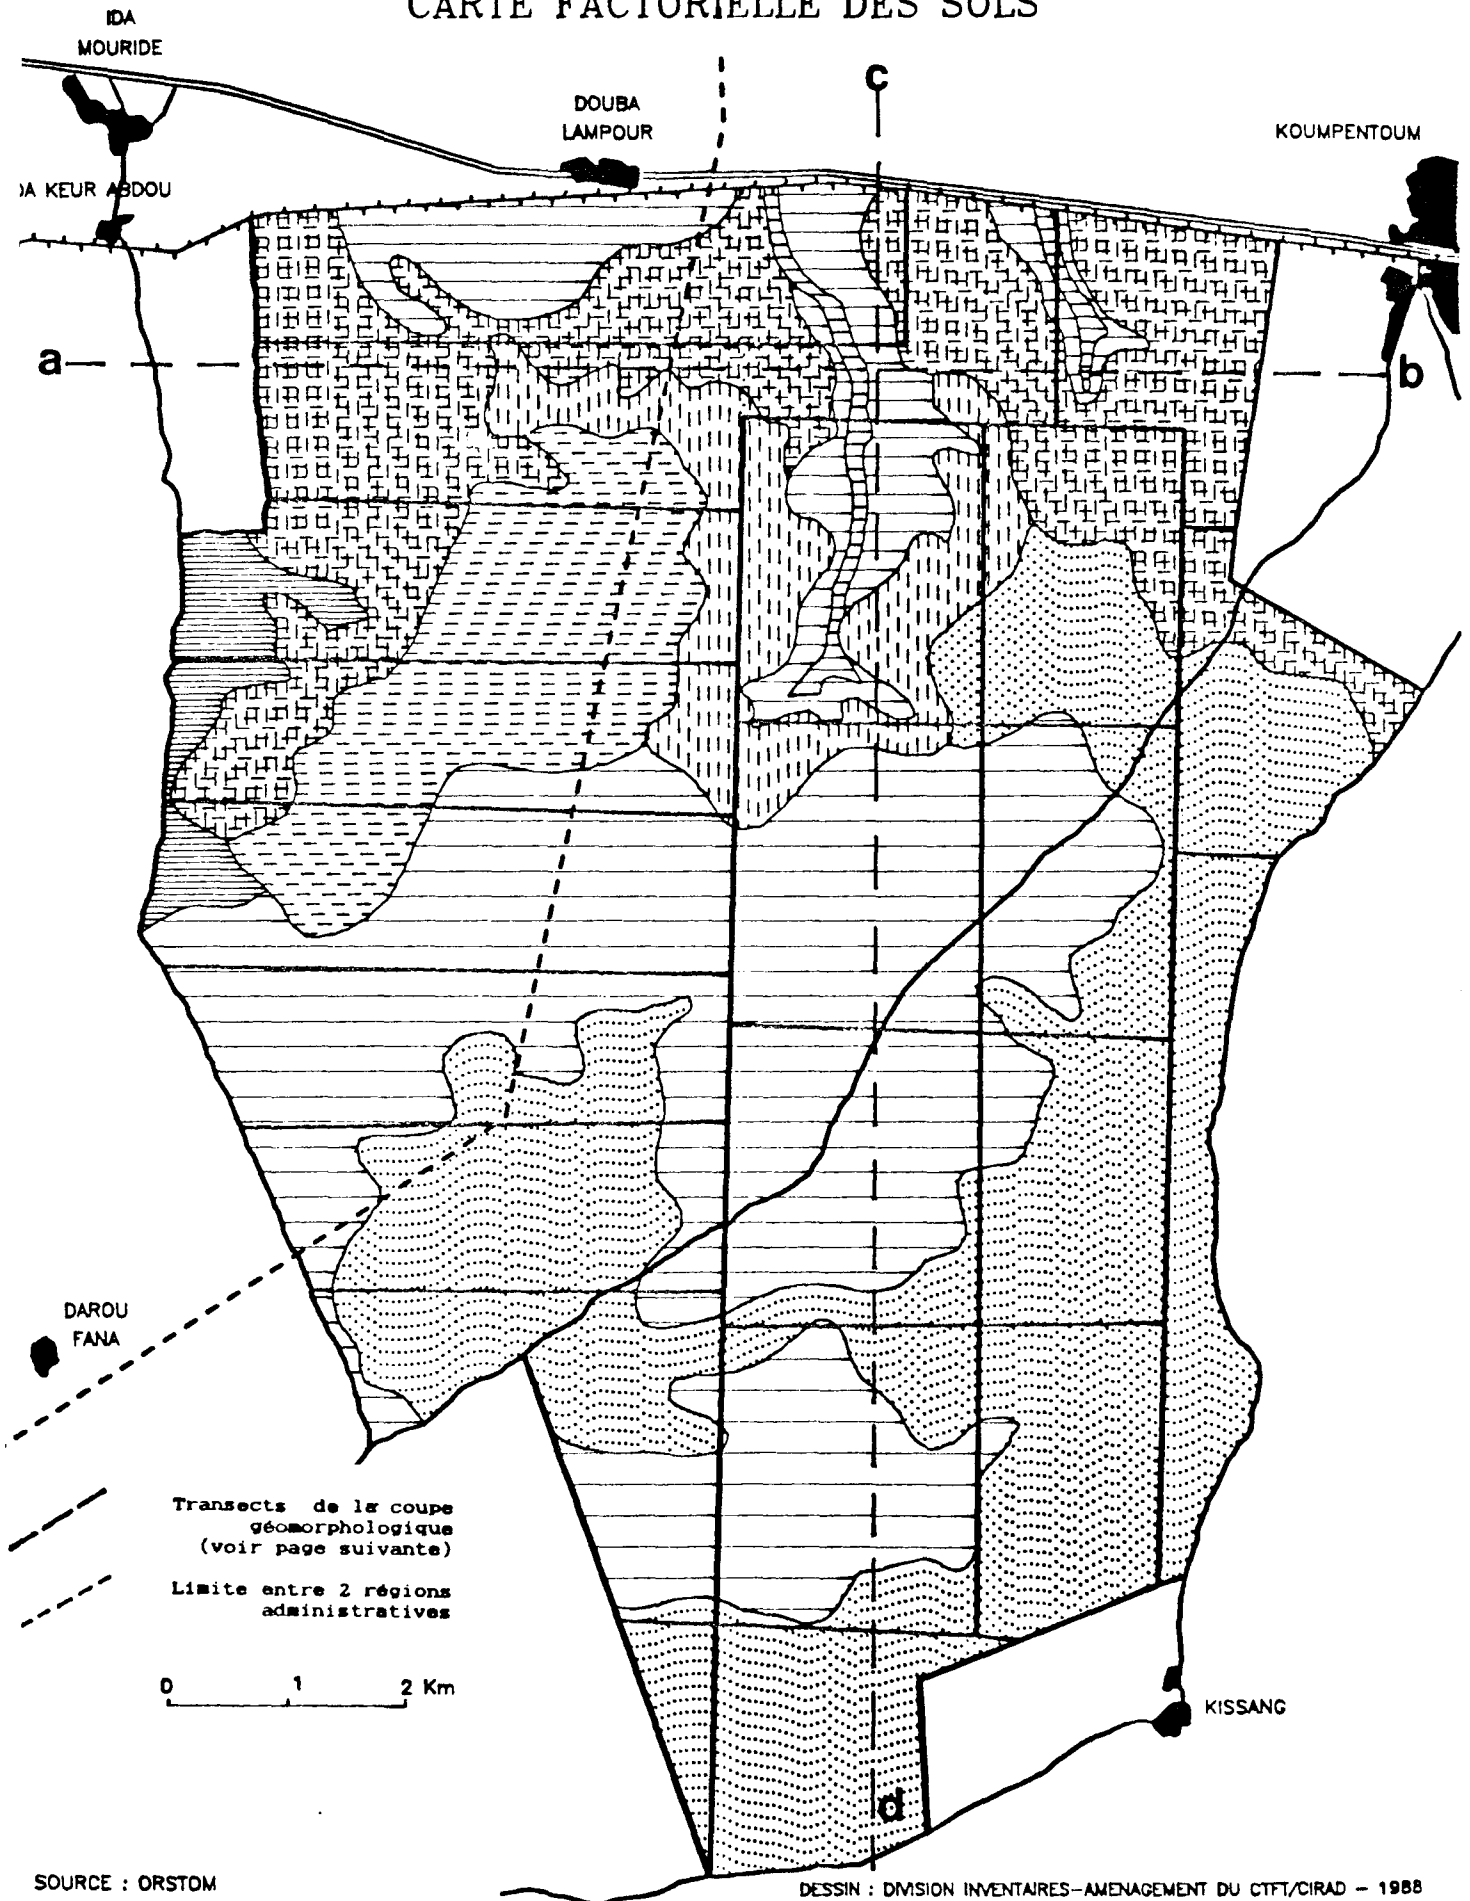 CARTE FACTORIELLE DES SOLS
IDA
MOURIDE
c
DOUBA
LAMPOUR
KOUMPENTOUM
DA KEUR ABDOU
a
b
DAROU
FANA
Transects de la coupe
géomorphologique
(voir page suivante)
Limite entre 2 régions
administratives
0 1 2 Km
KISSANG
d
SOURCE : ORSTOM
DESSIN : DIVISION INVENTAIRES-AMENAGEMENT DU CTFT/CIRAD - 1988